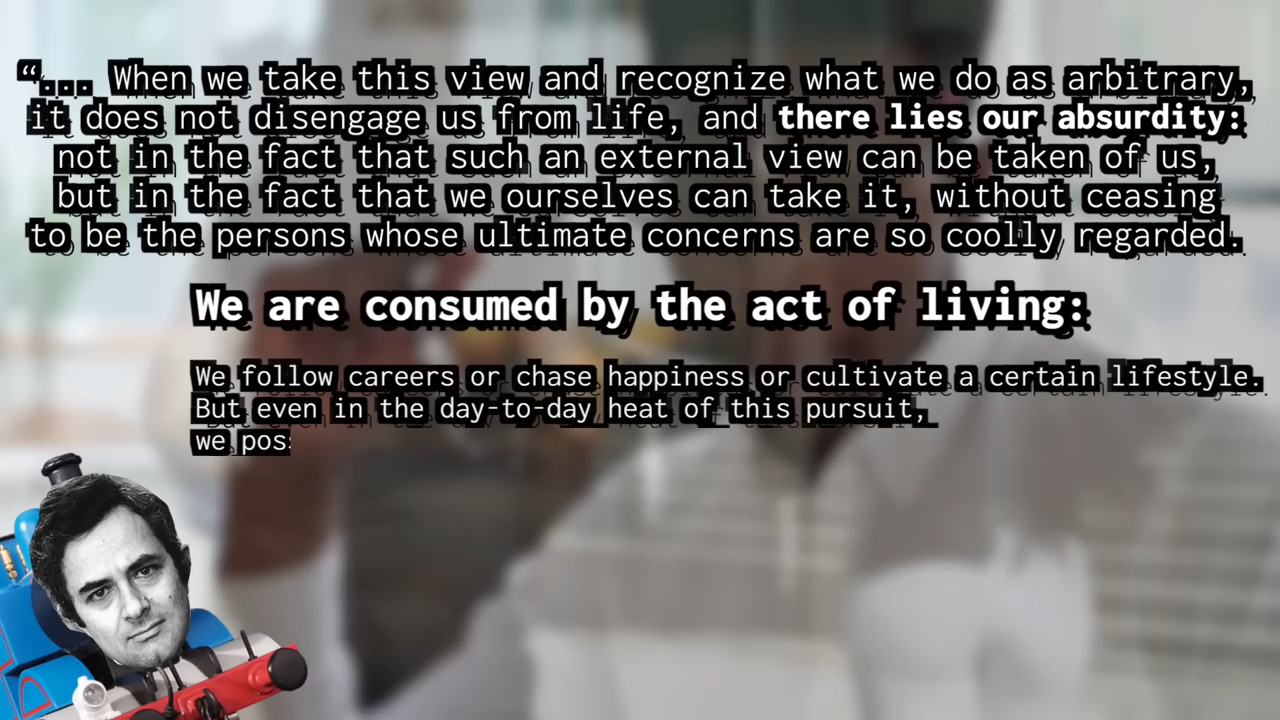 “... When we take this view and recognize what we do as arbitrary,
it does not disengage us from life, and there lies our absurdity:
not in the fact that such an external view can be taken of us,
but in the fact that we ourselves can take it, without ceasing
to be the persons whose ultimate concerns are so coolly regarded.
We are consumed by the act of living:
We follow careers or chase happiness or cultivate a certain lifestyle.
But even in the day-to-day heat of this pursuit,
we pos